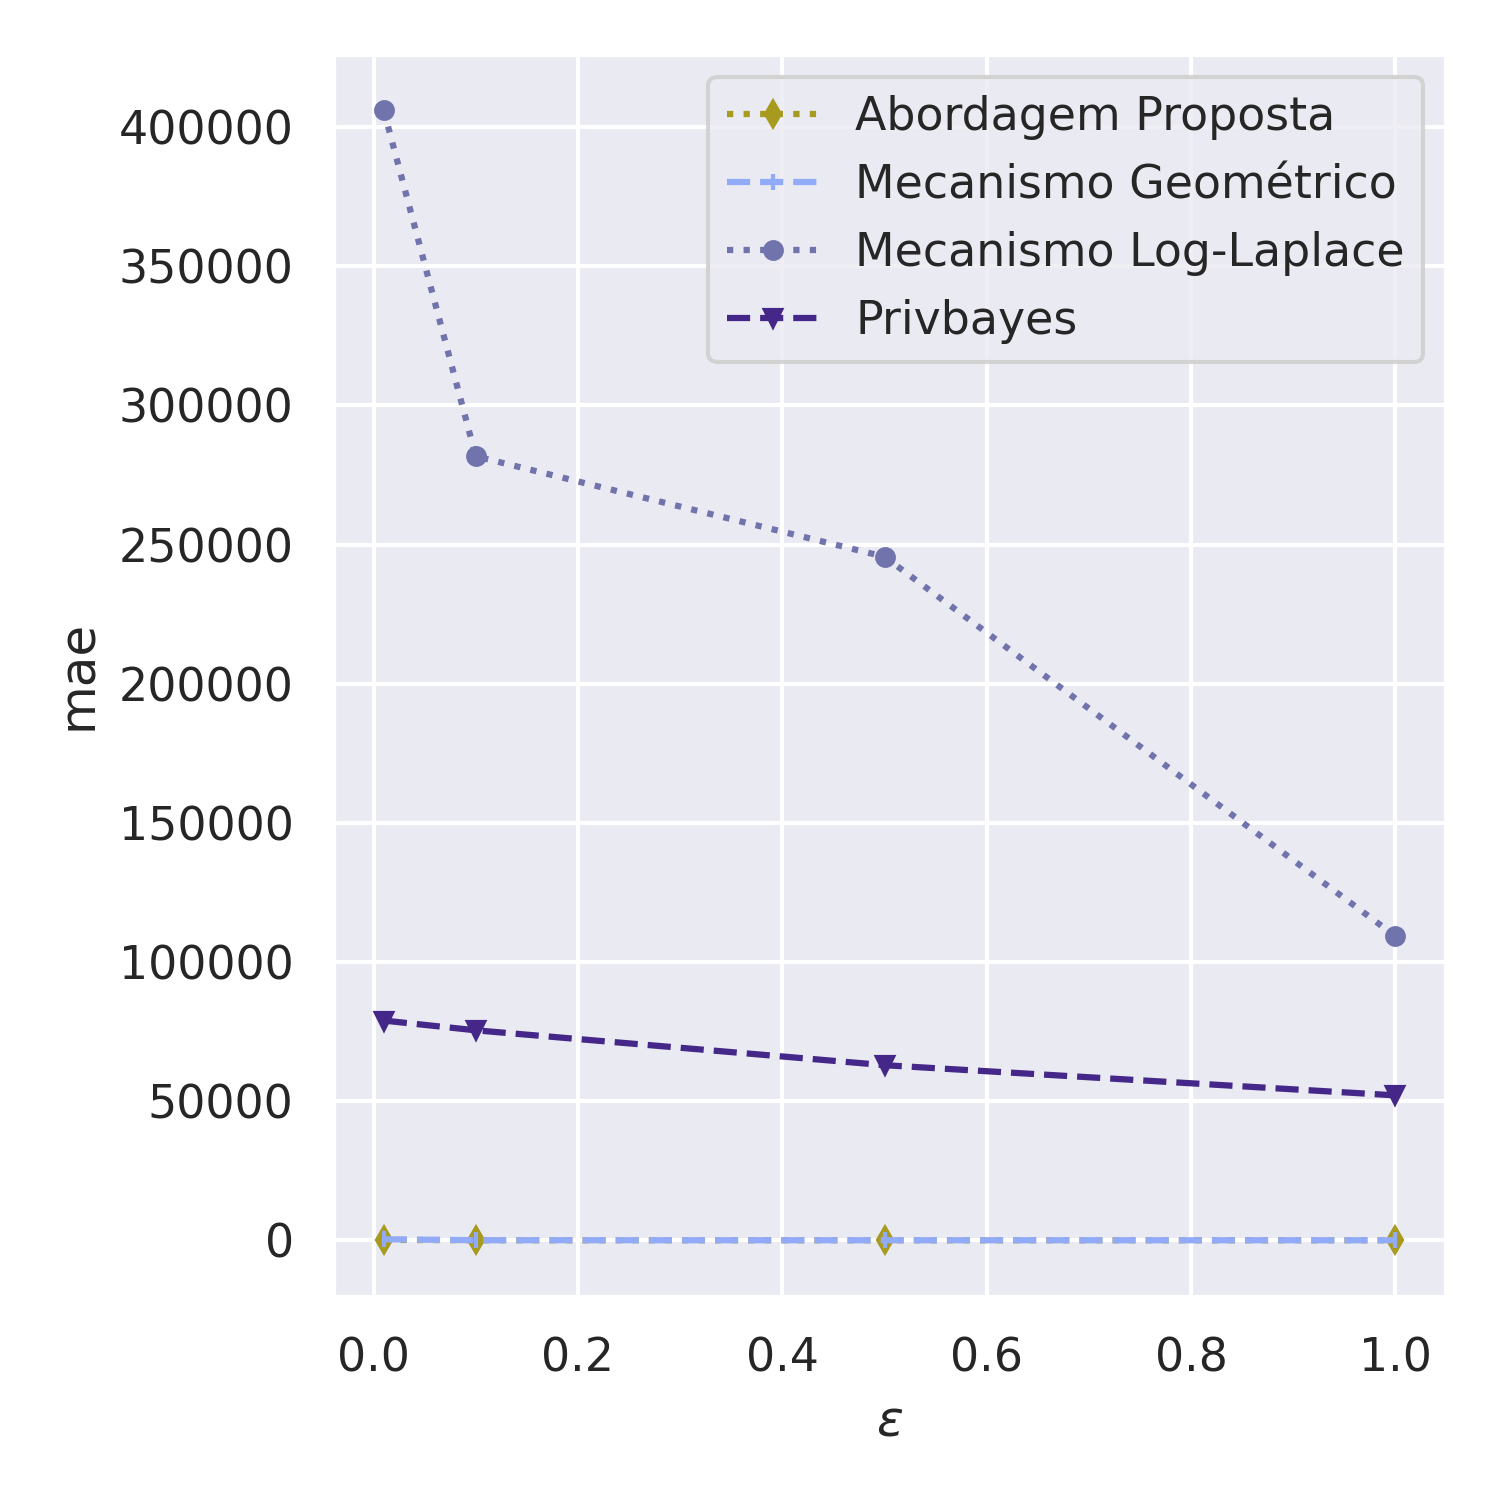 400000
350000
300000
250000
200000
150000
100000
50000
0
mae
Abordagem Proposta
Mecanismo Geométrico
Mecanismo Log-Laplace
Privbayes
0.0 0.2 0.4 0.6 0.8 1.0
ε